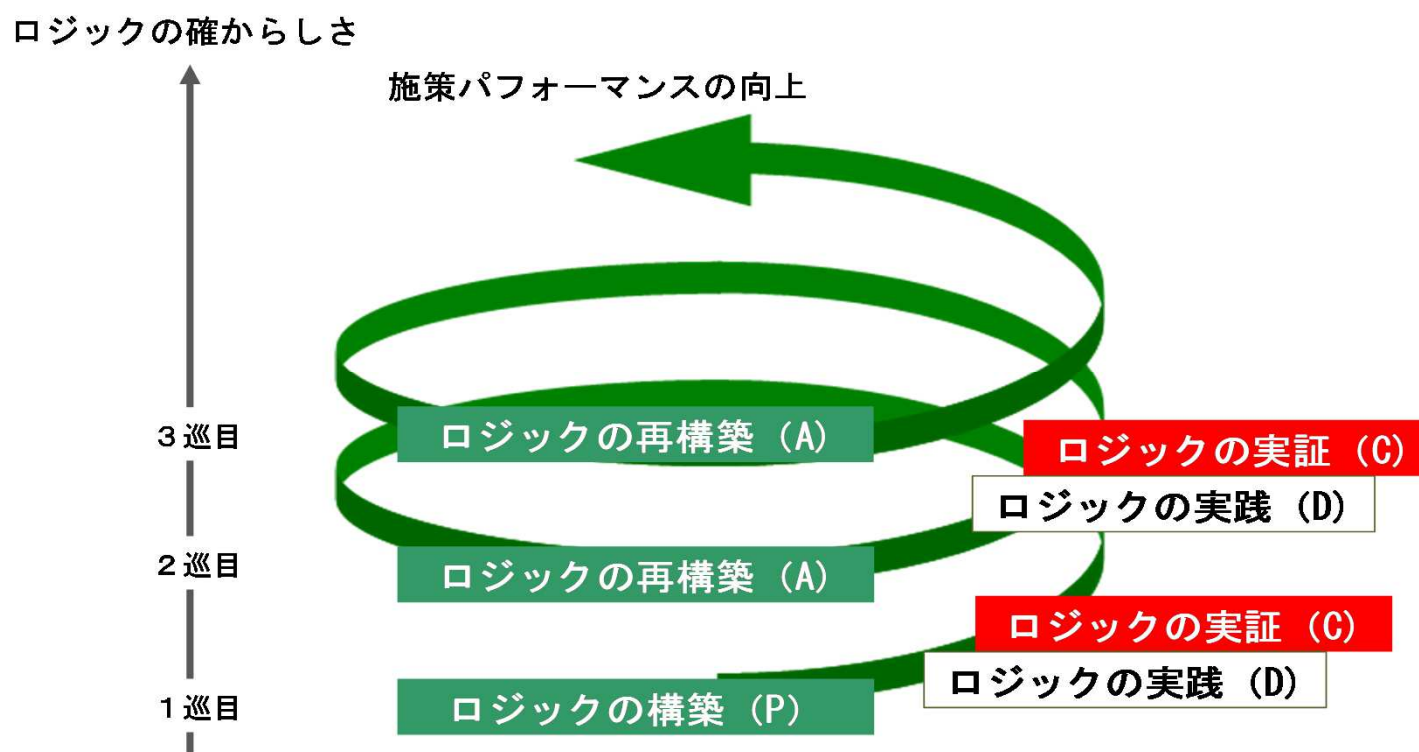 ロジックの確からしさ
施策パフォーマンスの向上
3巡目
ロジックの再構築 (A)
ロジックの実証 (C)
ロジックの実践 (D)
2巡目
ロジックの再構築 (A)
ロジックの実証 (C)
ロジックの実践 (D)
1巡目
ロジックの構築 (P)